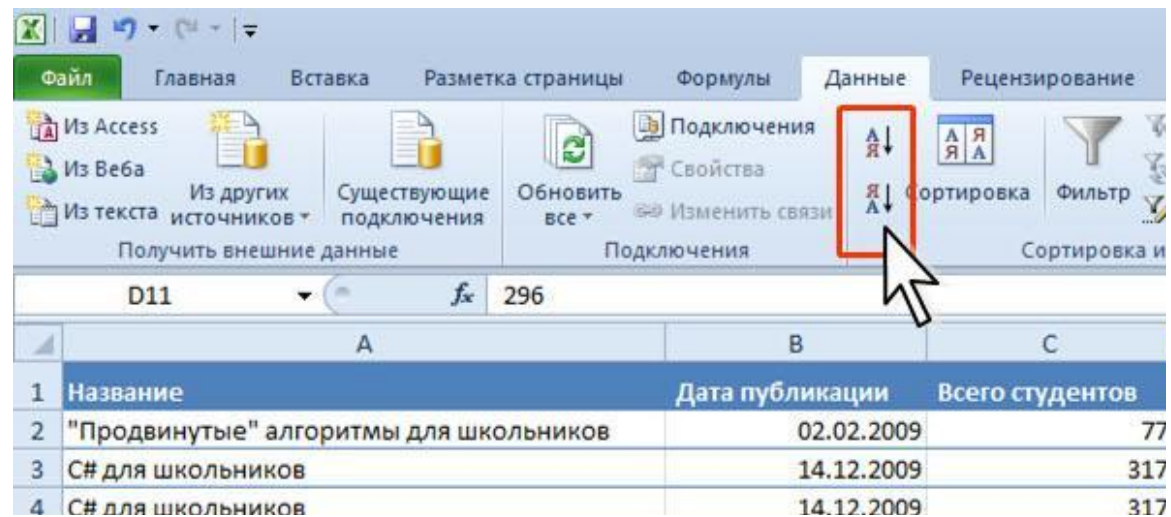 Файл Главная Вставка Разметка страницы Формулы Данные Рецензирование
Из Access
Из Веба
Из текста
Из других
источников
Существующие
подключения
Получить внешние данные
Обновить
все
Подключения
Свойства
Изменить связи
Подключения
А
Я
Я
А
А Я
Я А
Сортировка
Фильтр
Сортировка и
D11 fx 296
A B C
1 Название Дата публикации Всего студентов
2 "Продвинутые" алгоритмы для школьников 02.02.2009 77
3 C# для школьников 14.12.2009 317
4 C# для школьников 14.12.2009 317